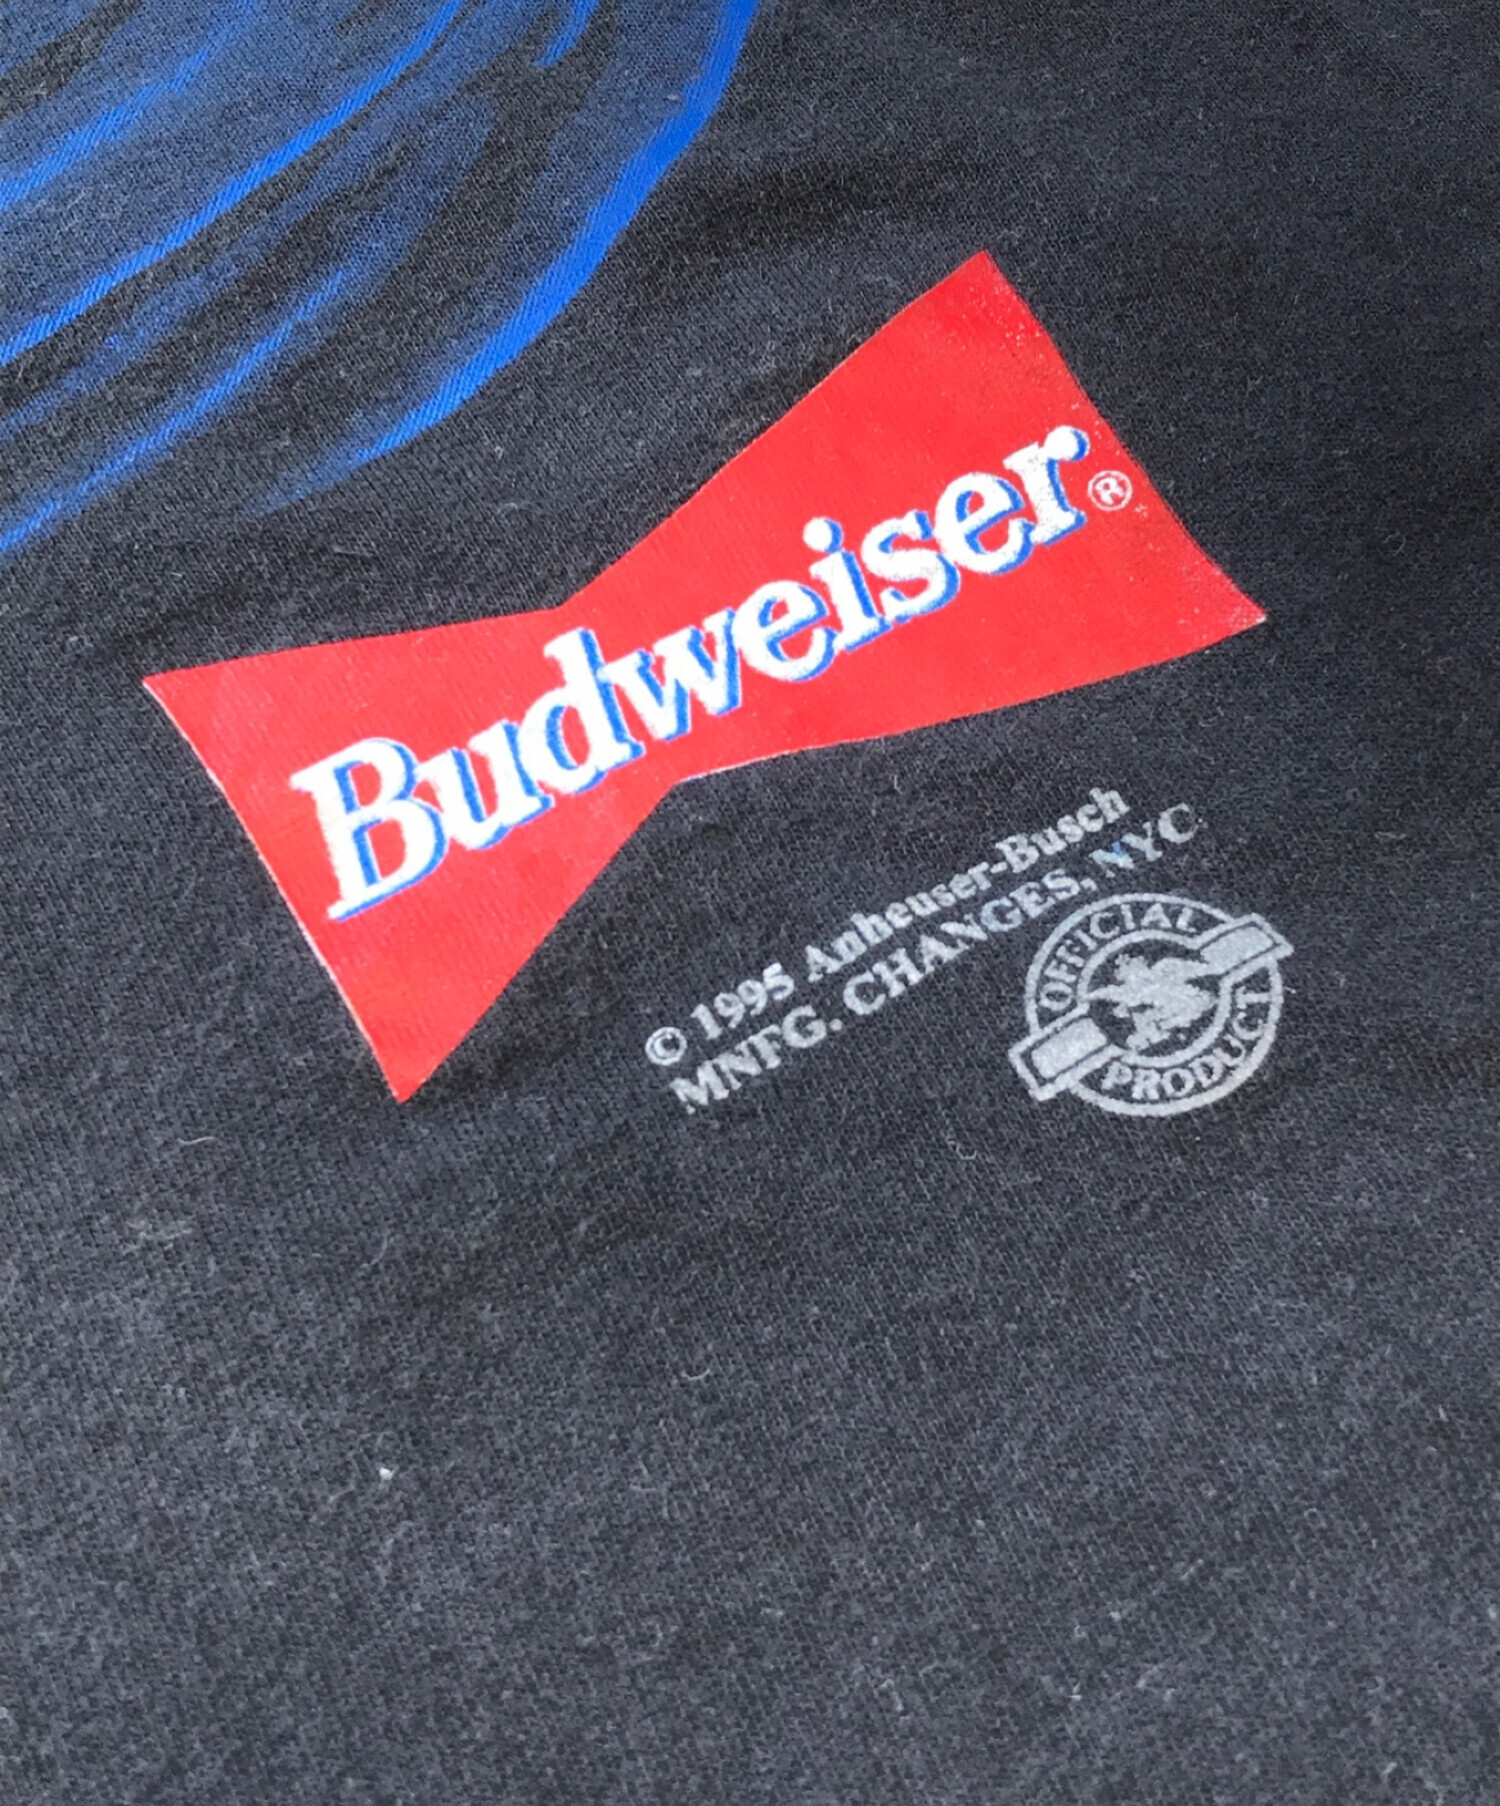 Budweiser®
© 1995 Anheuser-Busch
MNFG. CHANGES, NYC
OFFICIAL
PRODUCT